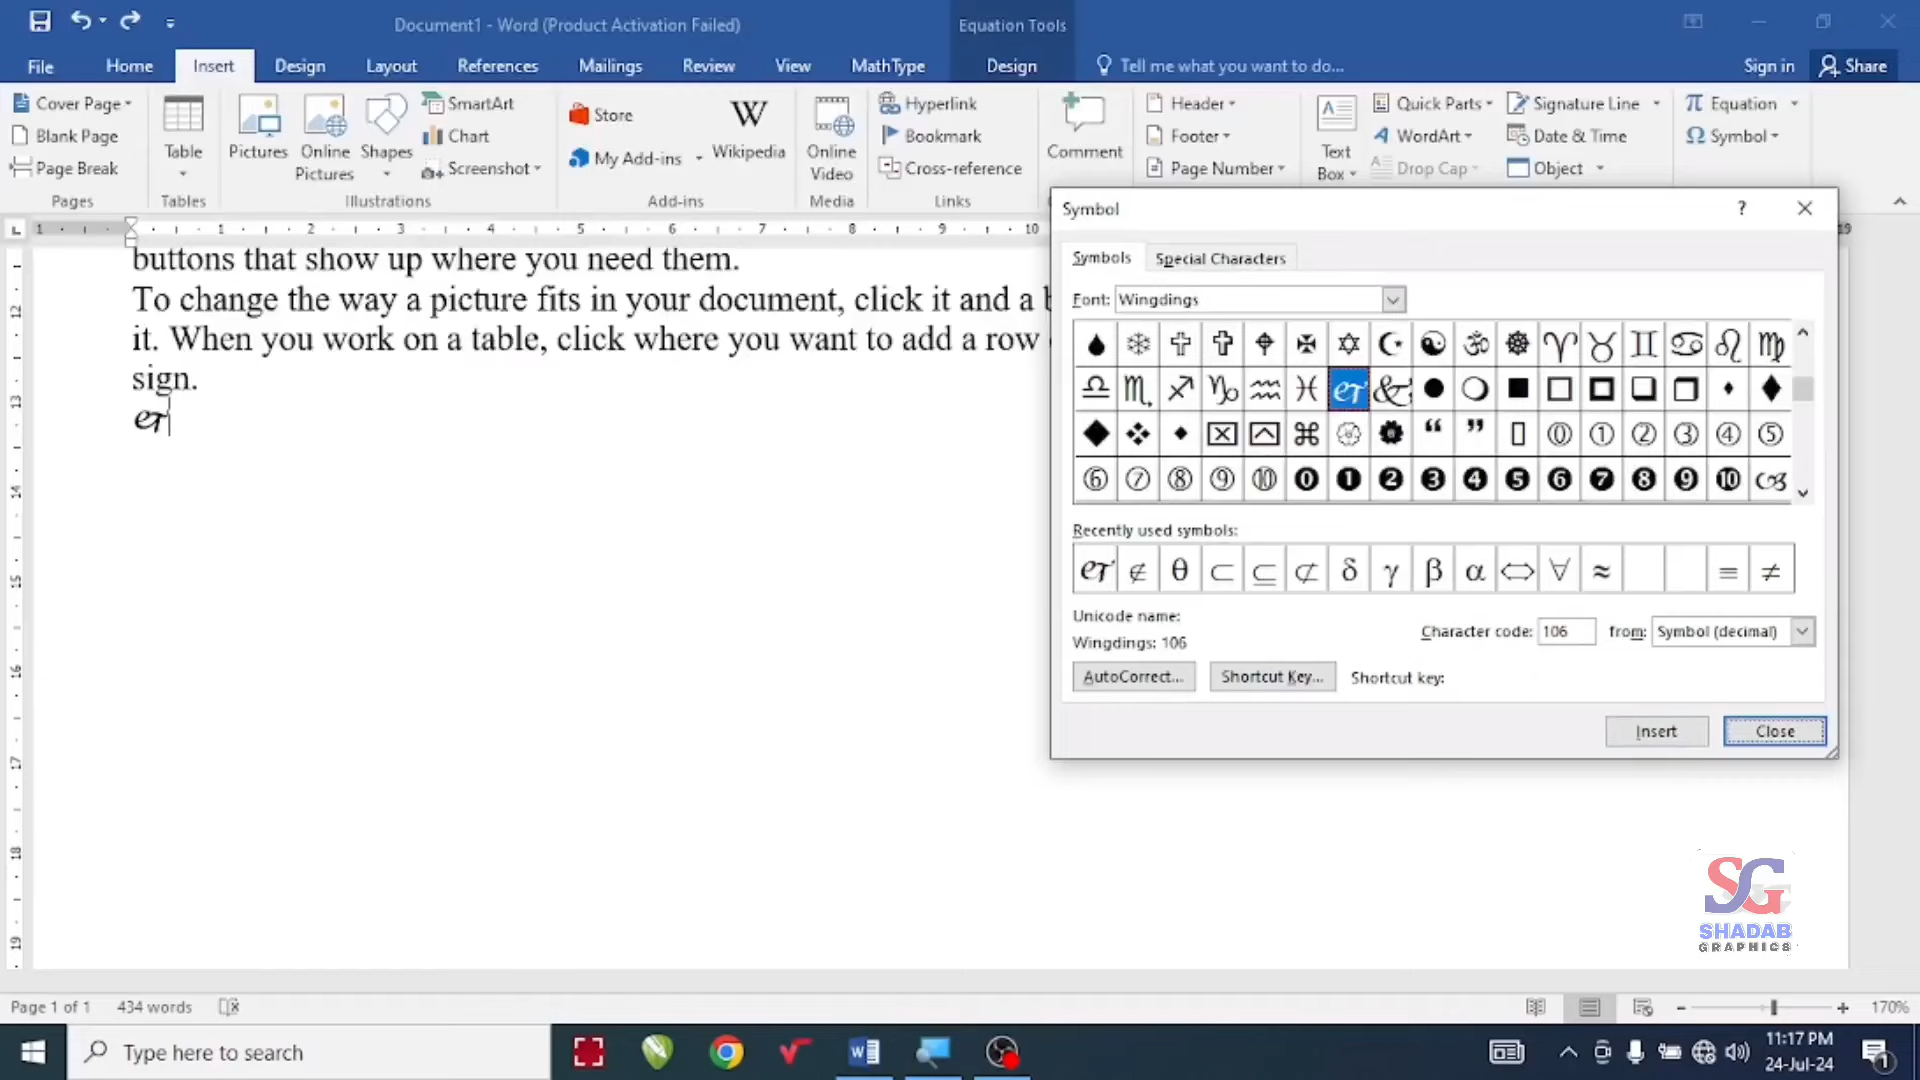 Document1 - Word (Product Activation Failed)
Equation Tools
File Home Insert Design Layout References Mailings Review View MathType Design Tell me what you want to do... Sign in Share
Cover Page
Blank Page
Page Break
Pages
Table
Tables
Pictures
Online Pictures
Shapes
SmartArt
Chart
Screenshot
Illustrations
Store
My Add-ins
Wikipedia
Add-ins
Online Video
Media
Hyperlink
Bookmark
Cross-reference
Links
Comment
Header
Footer
Page Number
Text Box
Quick Parts
WordArt
Drop Cap
Signature Line
Date & Time
Object
Equation
Symbol
buttons that show up where you need them.
To change the way a picture fits in your document, click it and a
it. When you work on a table, click where you want to add a row
sign.
Symbol
Symbols Special Characters
Font: Wingdings
Recently used symbols:
∉ θ ⊂ ⊆ ⊄ δ γ β α ⇔ ∀ ≈ ≡ ≠
Unicode name:
Wingdings: 106
Character code: 106 from: Symbol (decimal)
AutoCorrect... Shortcut Key... Shortcut key:
Insert Close
SG
SHADAB
GRAPHICS
Page 1 of 1 434 words 170%
Type here to search
11:17 PM
24-Jul-24